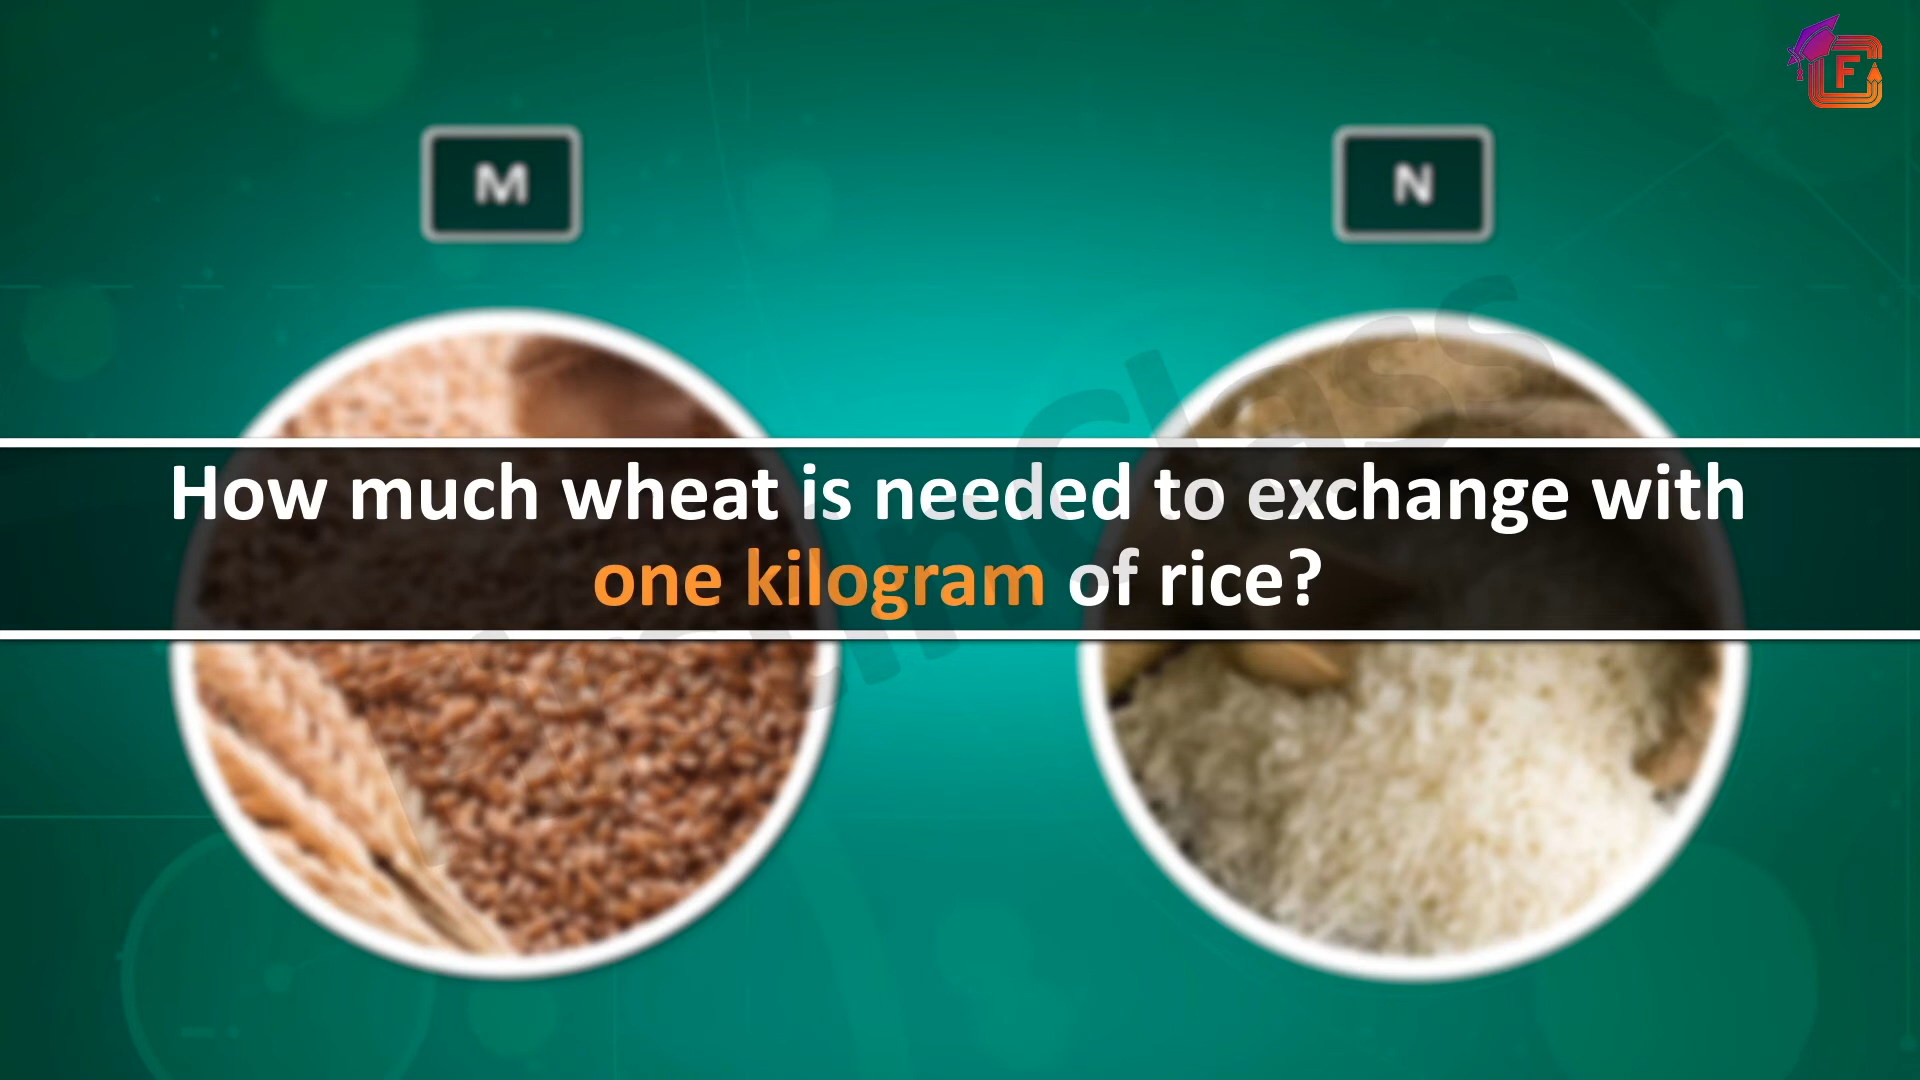 F
M
N
How much wheat is needed to exchange with
one kilogram of rice?